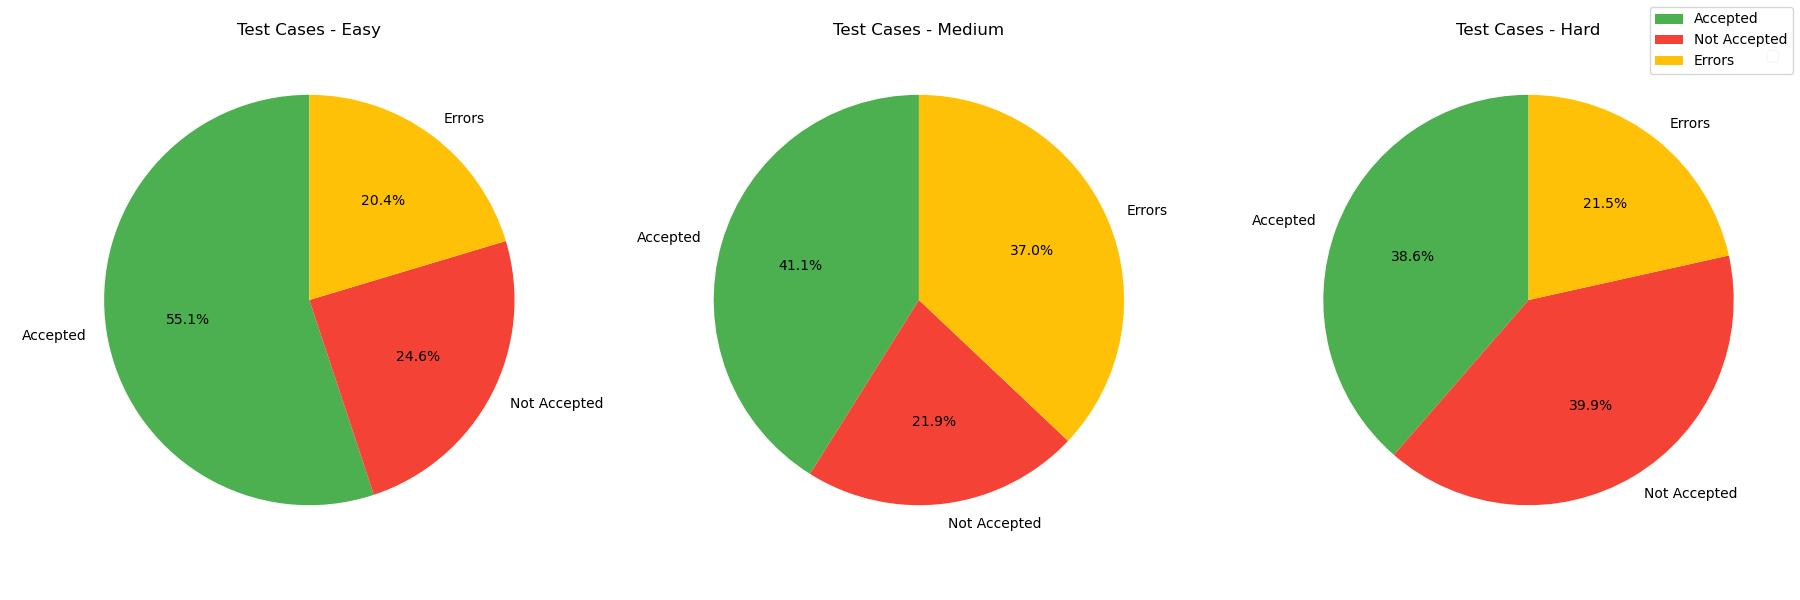 Test Cases - Easy
Errors
20.4%
Accepted
55.1%
24.6%
Not Accepted
Test Cases - Medium
Errors
Accepted
37.0%
41.1%
21.9%
Not Accepted
Test Cases - Hard
Errors
21.5%
Accepted
38.6%
39.9%
Not Accepted
Accepted
Not Accepted
Errors